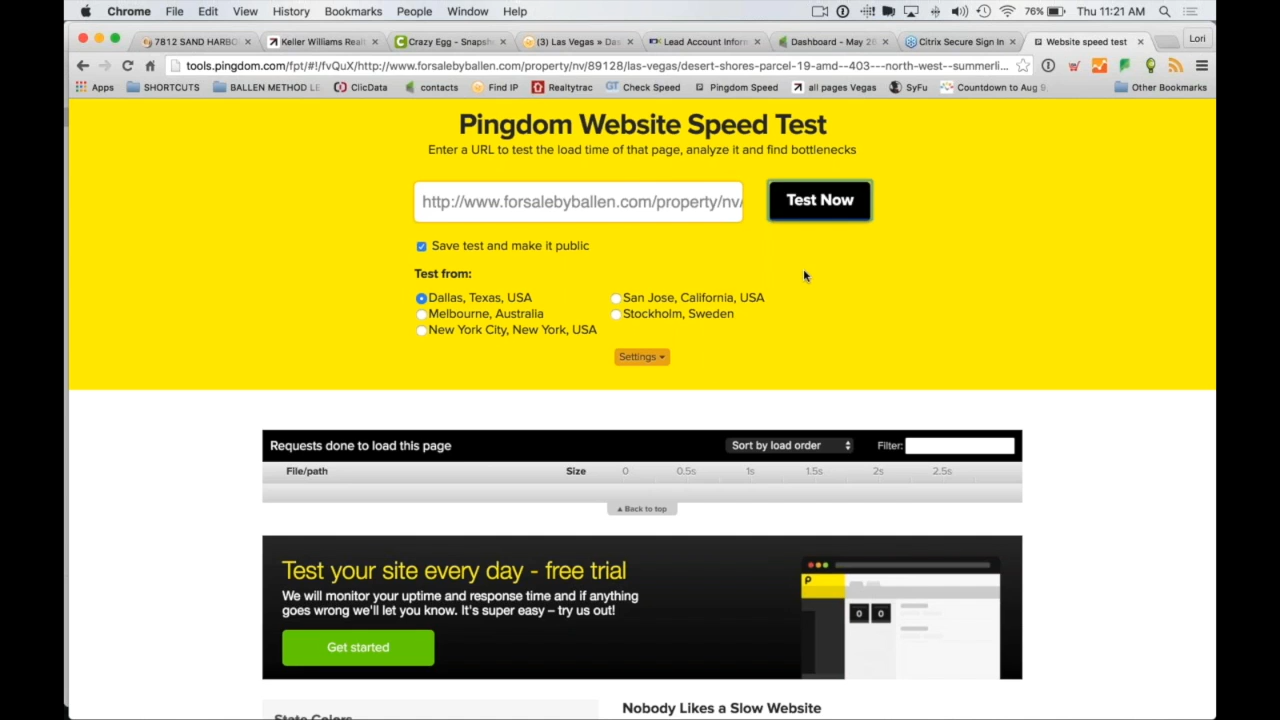 Chrome File Edit View History Bookmarks People Window Help 76% Thu 11:21 AM
7812 SAND HARBO Keller Williams Real Crazy Egg - Snapsh (3) Las Vegas » Das Lead Account Inform Dashboard - May 26 Citrix Secure Sign In Website speed test Lori
tools.pingdom.com/fpt/#!/fvQuX/http://www.forsalebyballen.com/property/nv/89128/las-vegas/desert-shores-parcel-19-amd--403---north-west--summerli...
Apps SHORTCUTS BALLEN METHOD LE ClicData contacts Find IP Realtytrac GT Check Speed Pingdom Speed all pages Vegas SyFu Countdown to Aug 9 Other Bookmarks
Pingdom Website Speed Test
Enter a URL to test the load time of that page, analyze it and find bottlenecks
http://www.forsalebyballen.com/property/nv/ Test Now
Save test and make it public
Test from:
Dallas, Texas, USA San Jose, California, USA
Melbourne, Australia Stockholm, Sweden
New York City, New York, USA
Settings
Requests done to load this page Sort by load order Filter:
File/path Size 0 0.5s 1s 1.5s 2s 2.5s
Back to top
Test your site every day - free trial
We will monitor your uptime and response time and if anything
goes wrong we'll let you know. It's super easy – try us out!
0 0
Get started
Nobody Likes a Slow Website
State Colors